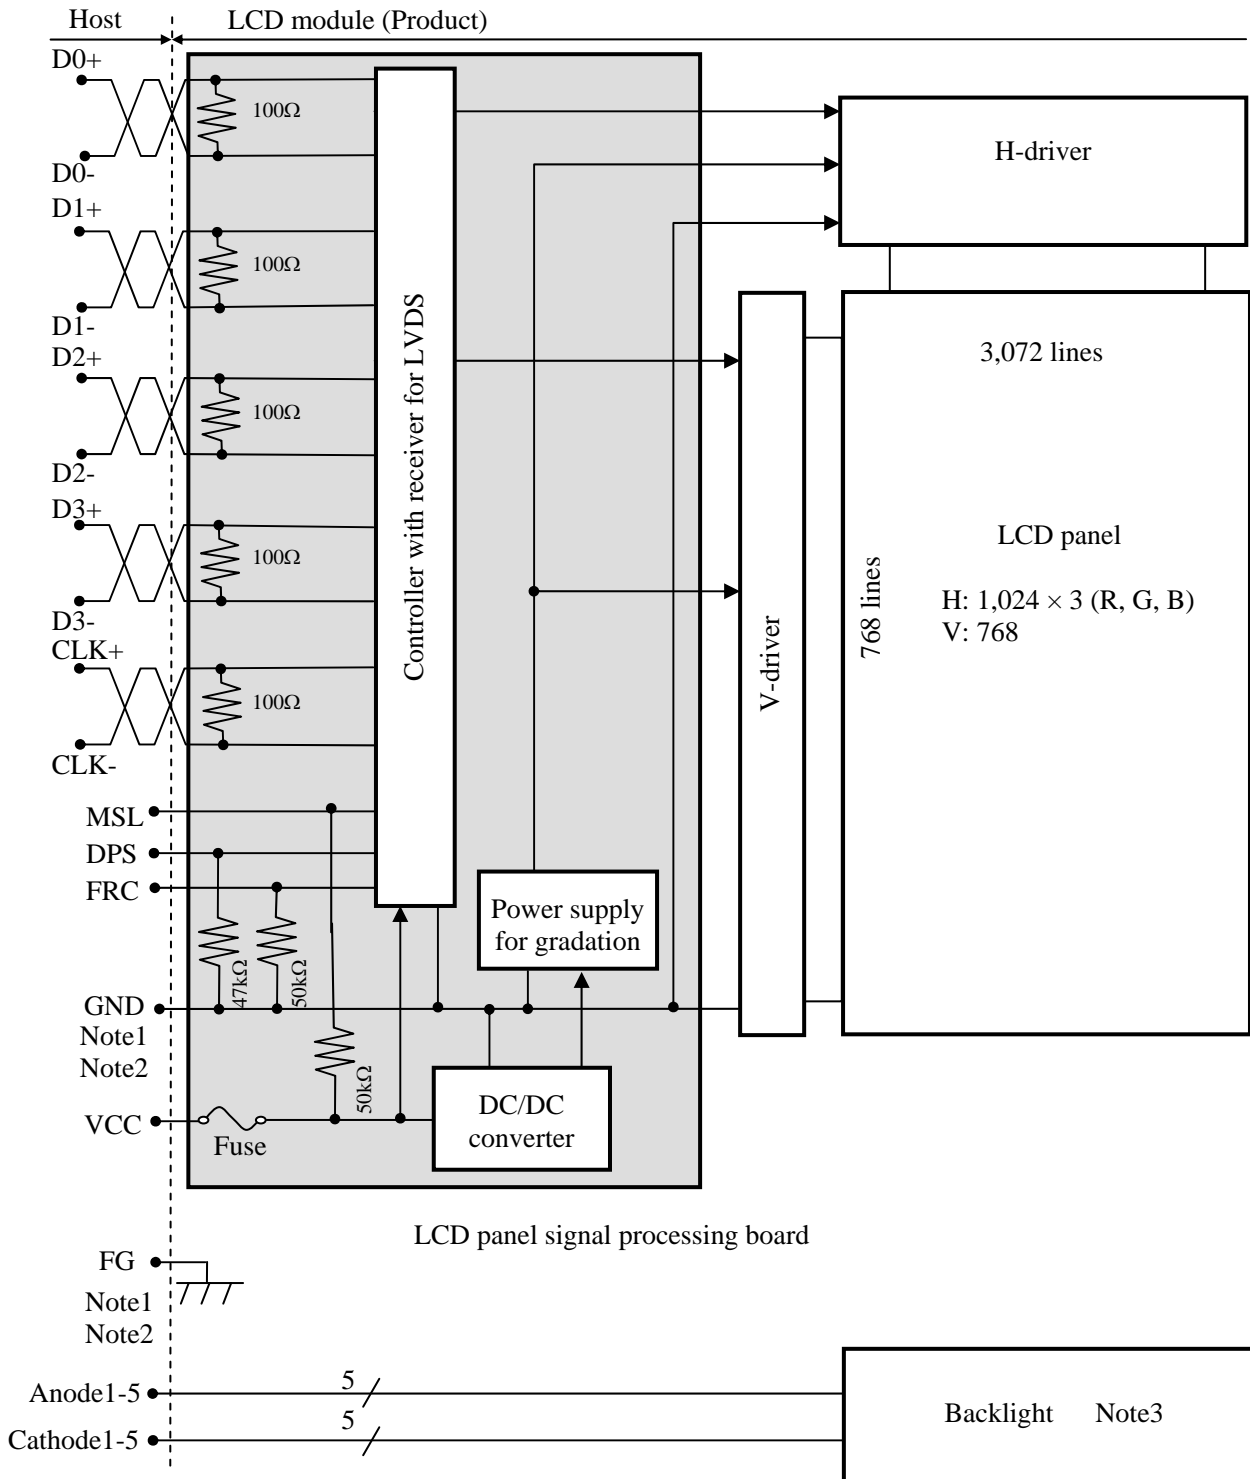 Host
LCD module (Product)
D0+
100Ω
D0-
D1+
100Ω
D1-
D2+
100Ω
D2-
D3+
100Ω
D3-
CLK+
100Ω
CLK-
MSL
DPS
FRC
47kΩ
50kΩ
GND
Note1
Note2
50kΩ
VCC
Fuse
Controller with receiver for LVDS
Power supply
for gradation
DC/DC
converter
H-driver
V-driver
3,072 lines
768 lines
LCD panel
H: 1,024 × 3 (R, G, B)
V: 768
LCD panel signal processing board
FG
Note1
Note2
Anode1-5
5
Cathode1-5
5
Backlight Note3